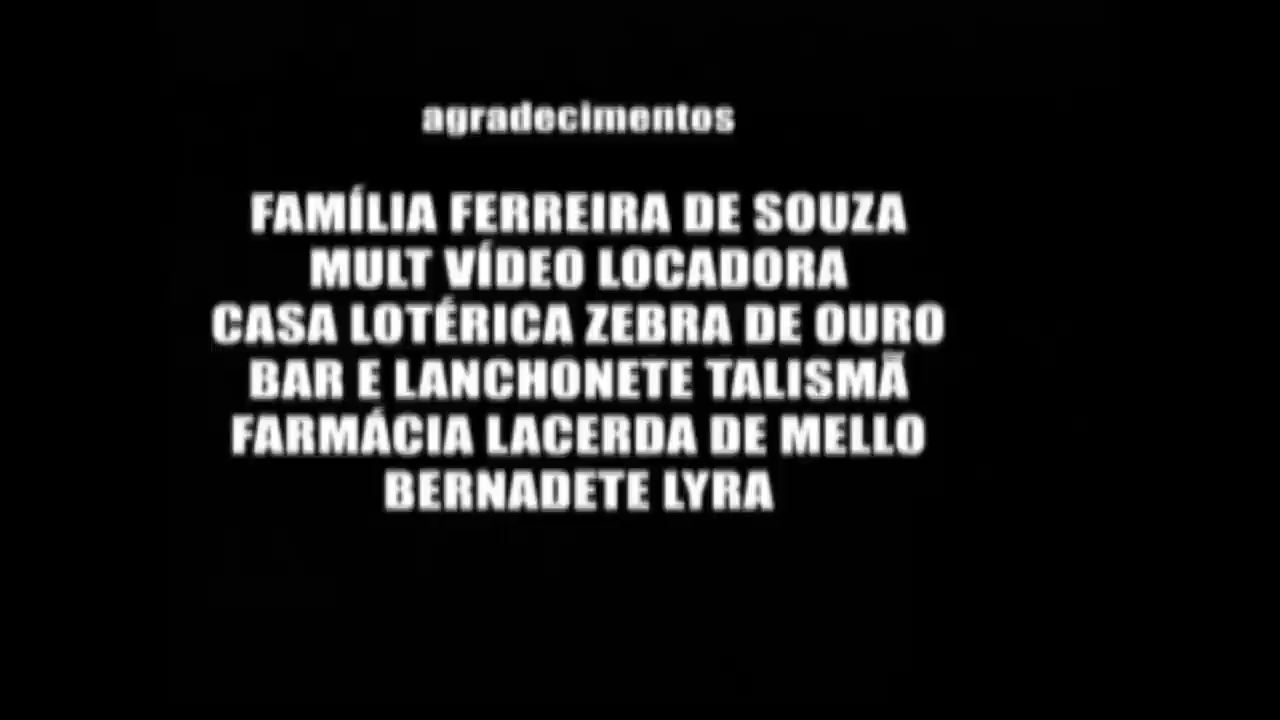 agradecimentos
FAMÍLIA FERREIRA DE SOUZA
MULT VÍDEO LOCADORA
CASA LOTÉRICA ZEBRA DE OURO
BAR E LANCHONETE TALISMÃ
FARMÁCIA LACERDA DE MELLO
BERNADETE LYRA